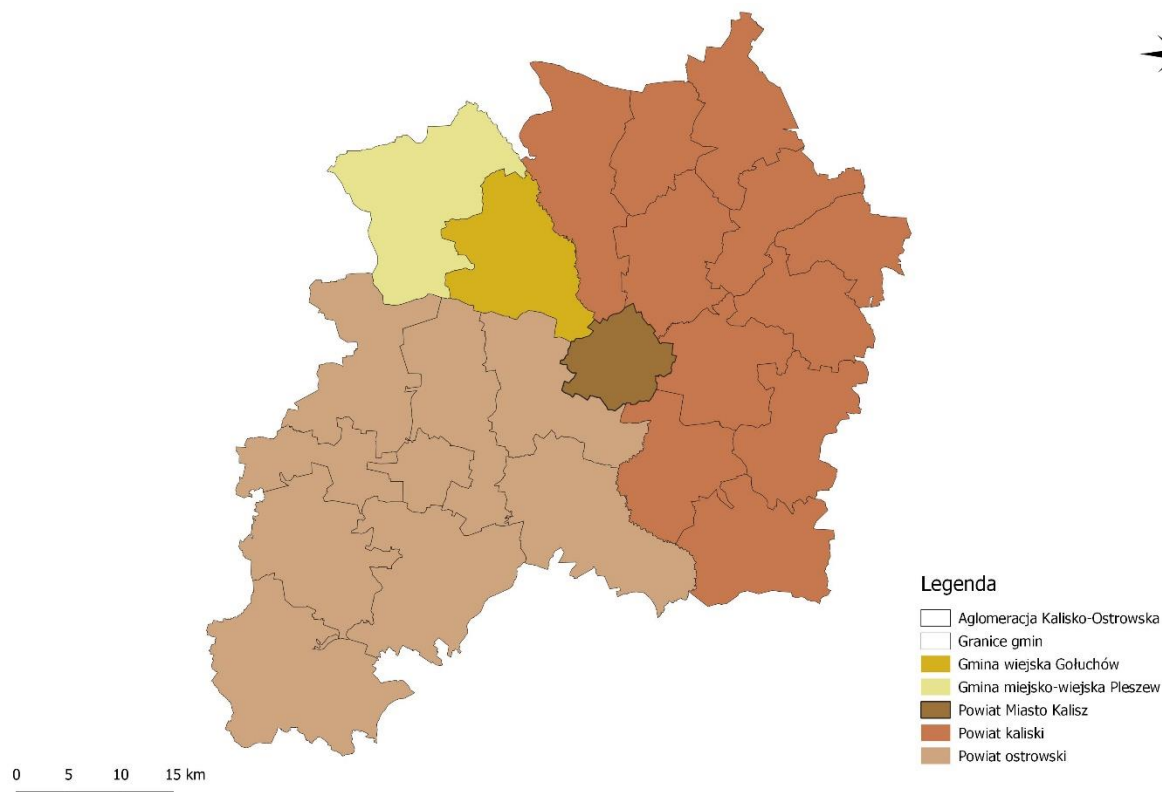 Legenda
Aglomeracja Kalisko-Ostrowska
Granice gmin
Gmina wiejska Gołuchów
Gmina miejsko-wiejska Pleszew
Powiat Miasto Kalisz
Powiat kaliski
Powiat ostrowski
0 5 10 15 km